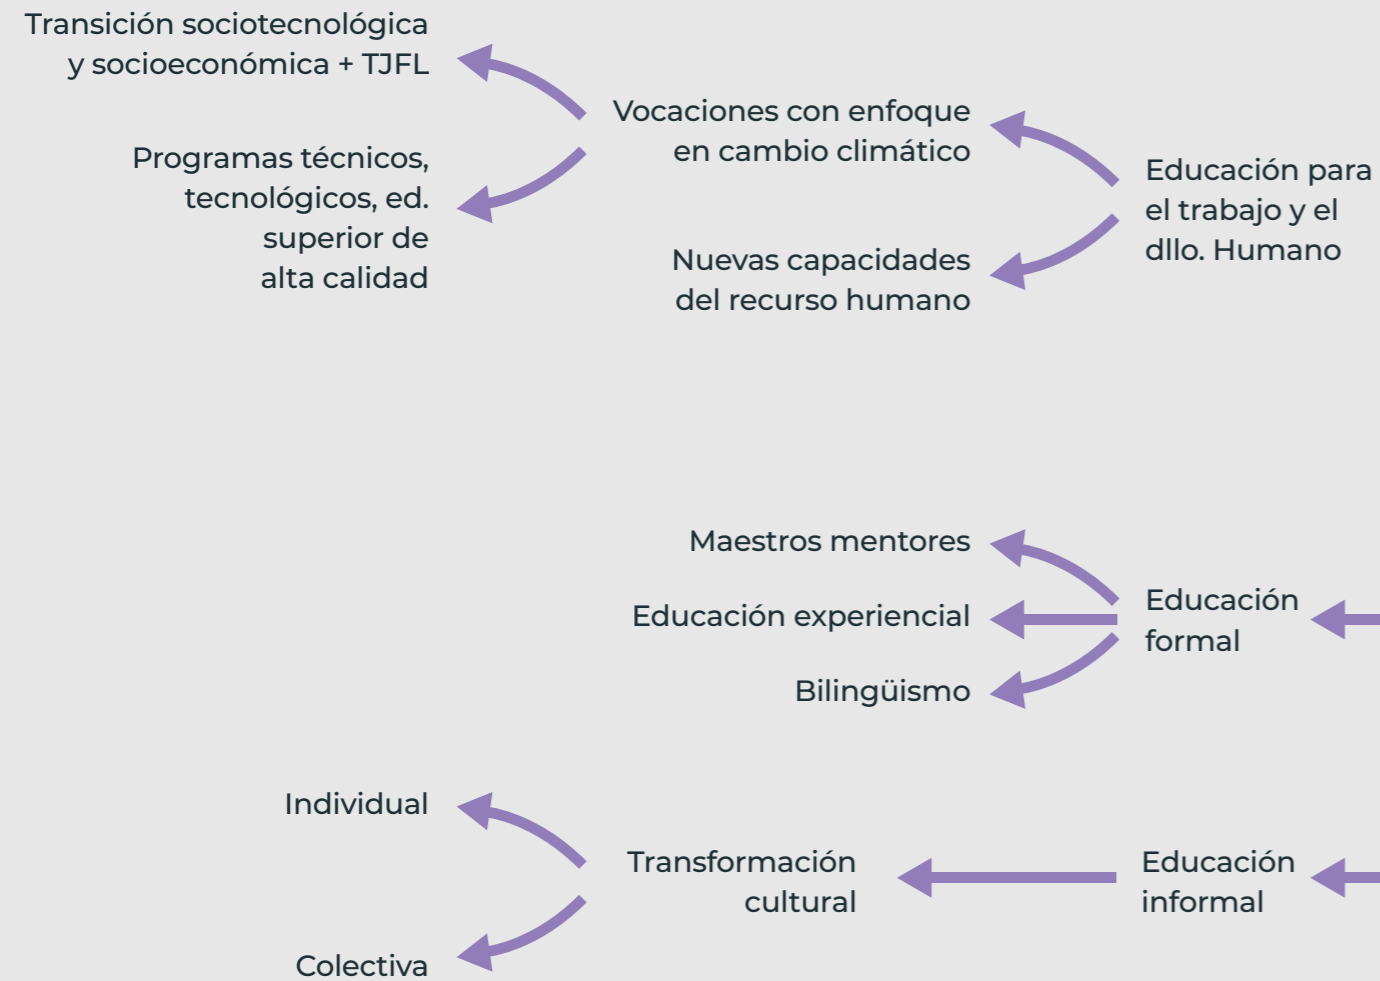 Transición sociotecnológica
y socioeconómica + TJFL
Programas técnicos,
tecnológicos, ed.
superior de
alta calidad
Vocaciones con enfoque
en cambio climático
Nuevas capacidades
del recurso humano
Educación para
el trabajo y el
dllo. Humano
Maestros mentores
Educación experiencial
Bilingüismo
Educación
formal
Individual
Colectiva
Transformación
cultural
Educación
informal